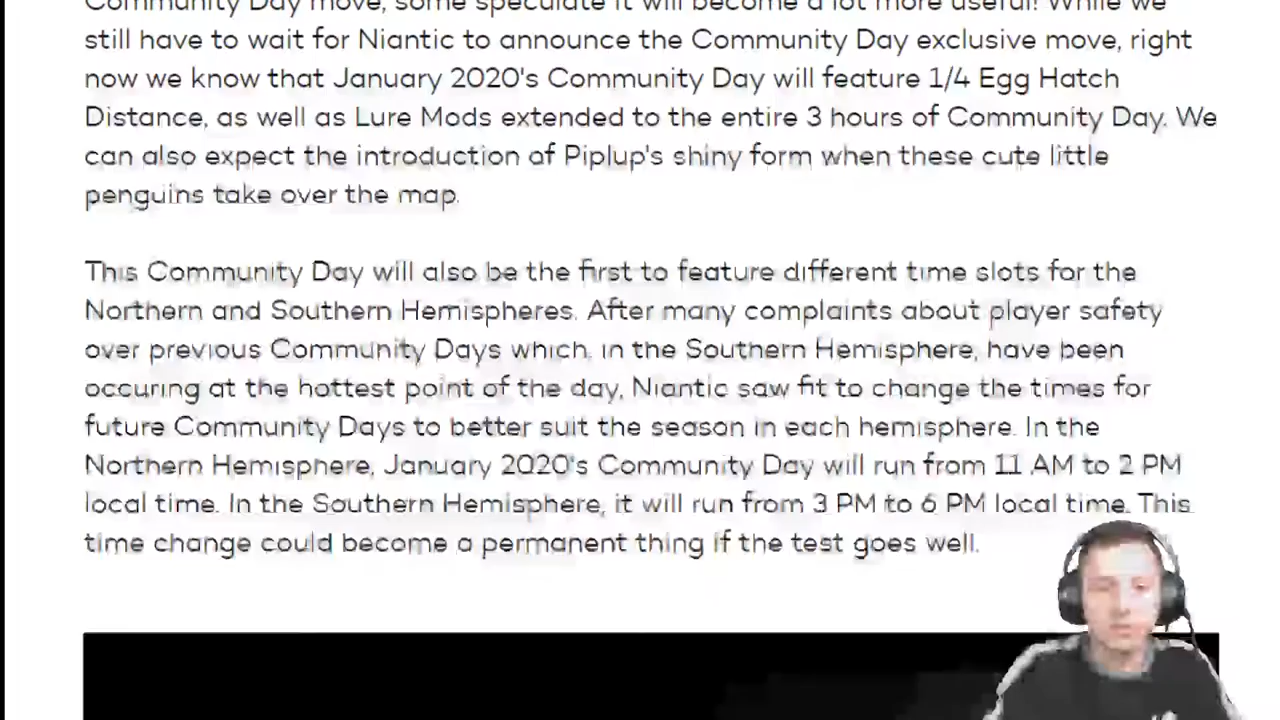 Community Day move, some speculate it will become a lot more useful! While we
still have to wait for Niantic to announce the Community Day exclusive move, right
now we know that January 2020's Community Day will feature 1/4 Egg Hatch
Distance, as well as Lure Mods extended to the entire 3 hours of Community Day. We
can also expect the introduction of Piplup's shiny form when these cute little
penguins take over the map.
This Community Day will also be the first to feature different time slots for the
Northern and Southern Hemispheres. After many complaints about player safety
over previous Community Days which, in the Southern Hemisphere, have been
occuring at the hottest point of the day, Niantic saw fit to change the times for
future Community Days to better suit the season in each hemisphere. In the
Northern Hemisphere, January 2020's Community Day will run from 11 AM to 2 PM
local time. In the Southern Hemisphere, it will run from 3 PM to 6 PM local time. This
time change could become a permanent thing if the test goes well.